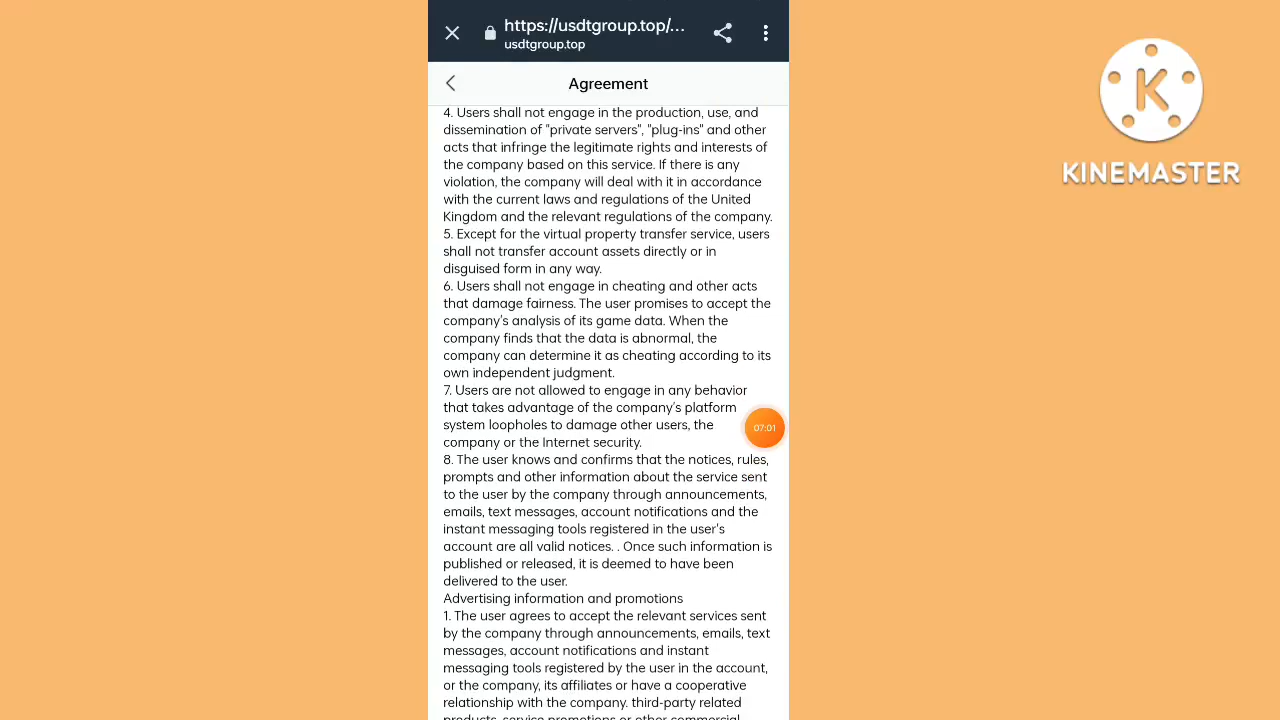 https://usdtgroup.top/...
usdtgroup.top
Agreement
4. Users shall not engage in the production, use, and
dissemination of "private servers", "plug-ins" and other
acts that infringe the legitimate rights and interests of
the company based on this service. If there is any
violation, the company will deal with it in accordance
with the current laws and regulations of the United
Kingdom and the relevant regulations of the company.
5. Except for the virtual property transfer service, users
shall not transfer account assets directly or in
disguised form in any way.
6. Users shall not engage in cheating and other acts
that damage fairness. The user promises to accept the
company's analysis of its game data. When the
company finds that the data is abnormal, the
company can determine it as cheating according to its
own independent judgment.
7. Users are not allowed to engage in any behavior
that takes advantage of the company's platform
system loopholes to damage other users, the
company or the Internet security.
07:01
8. The user knows and confirms that the notices, rules,
prompts and other information about the service sent
to the user by the company through announcements,
emails, text messages, account notifications and the
instant messaging tools registered in the user's
account are all valid notices. . Once such information is
published or released, it is deemed to have been
delivered to the user.
Advertising information and promotions
1. The user agrees to accept the relevant services sent
by the company through announcements, emails, text
messages, account notifications and instant
messaging tools registered by the user in the account,
or the company, its affiliates or have a cooperative
relationship with the company. third-party related
products, service promotions or other commercial
K
KINEMASTER